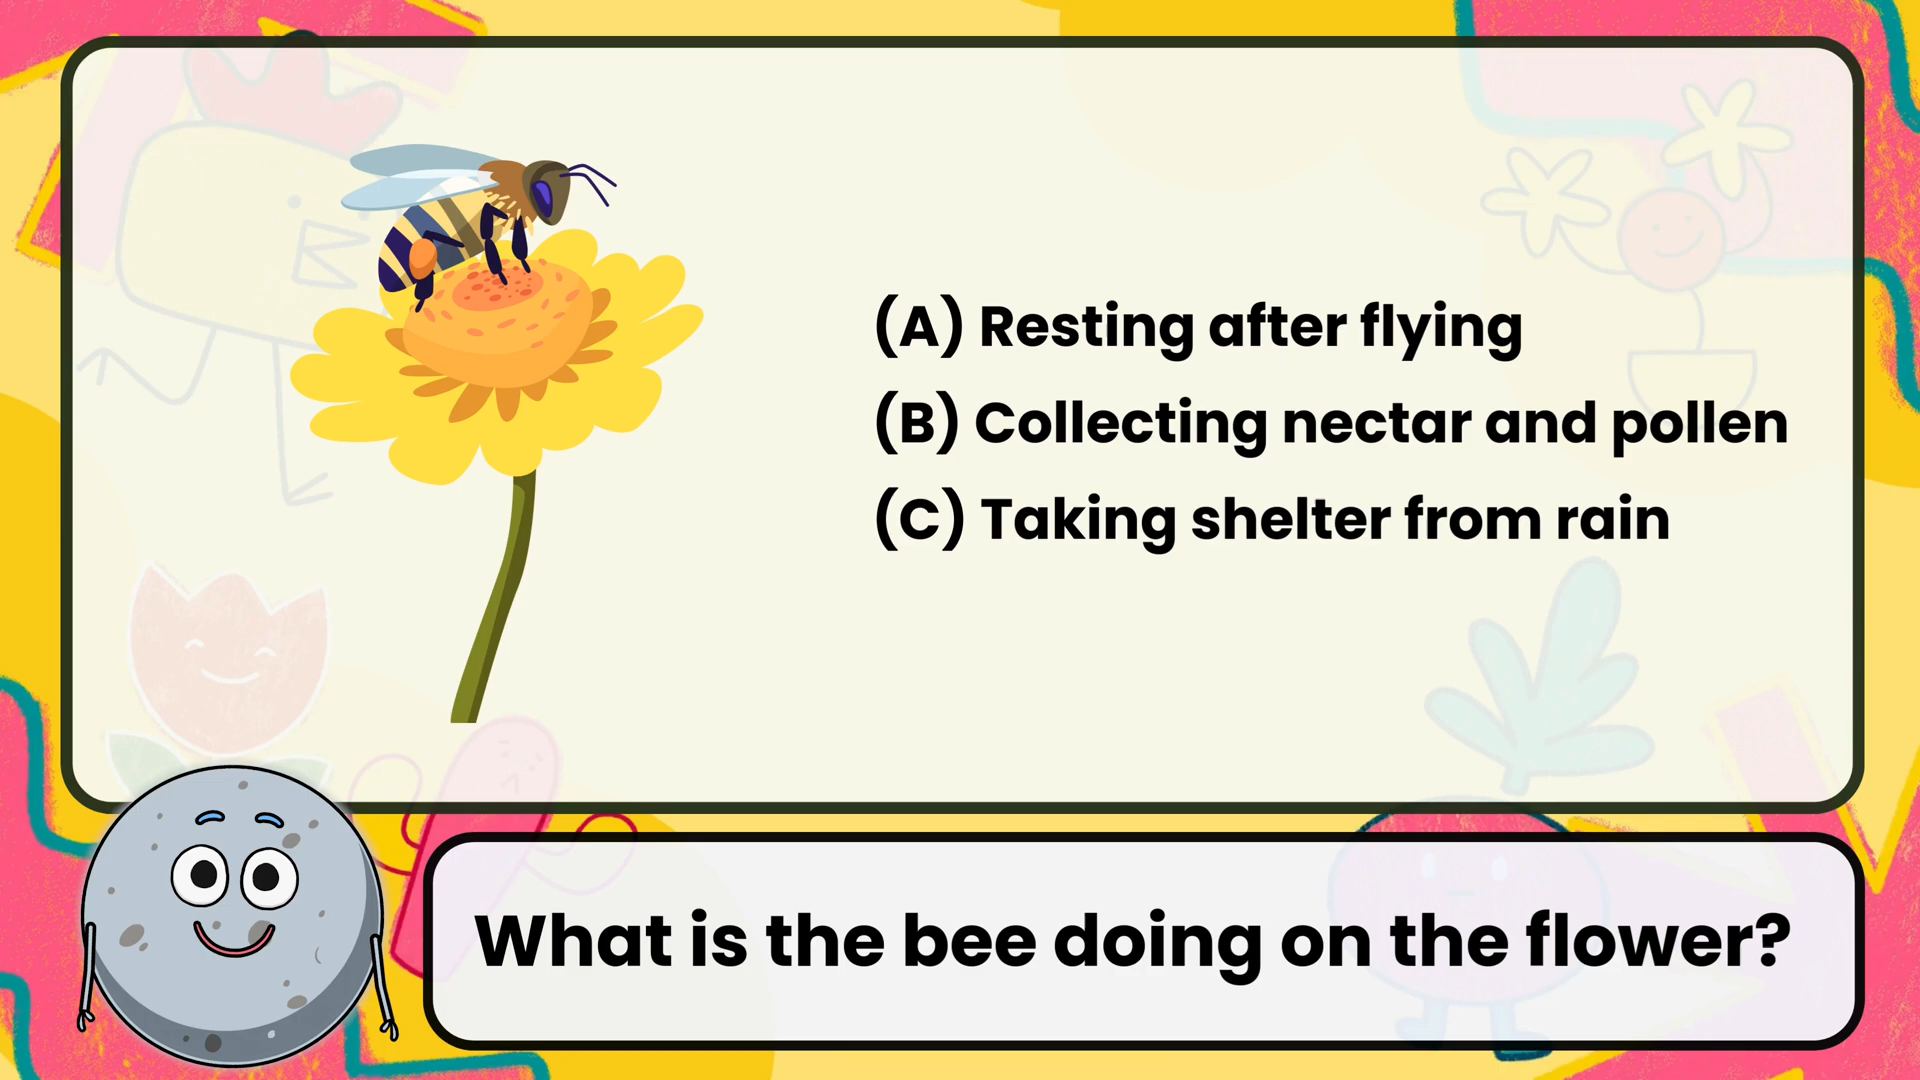 (A) Resting after flying
(B) Collecting nectar and pollen
(C) Taking shelter from rain
What is the bee doing on the flower?